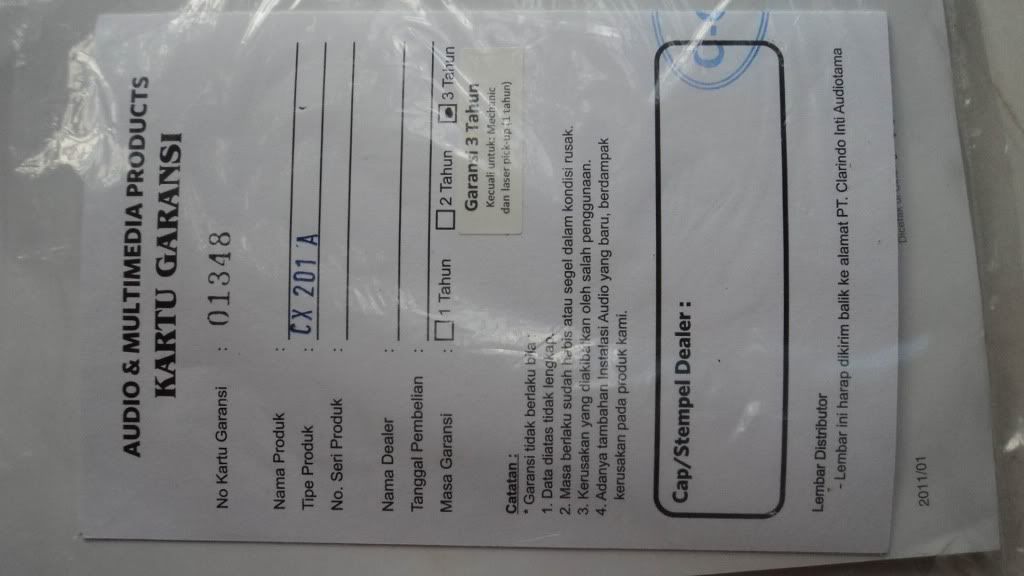 AUDIO & MULTIMEDIA PRODUCTS
KARTU GARANSI
No Kartu Garansi : 01348
Nama Produk :
Tipe Produk : CX 201 A
No. Seri Produk :
Nama Dealer :
Tanggal Pembelian :
Masa Garansi : 1 Tahun 2 Tahun 3 Tahun
Garansi 3 Tahun
Kecuali untuk: Mechanic
dan laser pick-up (1 tahun)
Catatan :
* Garansi tidak berlaku bila :
1. Data diatas tidak lengkap.
2. Masa berlaku sudah habis atau segel dalam kondisi rusak.
3. Kerusakan yang diakibatkan oleh salah penggunaan.
4. Adanya tambahan Instalasi Audio yang baru, berdampak
kerusakan pada produk kami.
Cap/Stempel Dealer :
Lembar Distributor
- Lembar ini harap dikirim balik ke alamat PT. Clarindo Inti Audiotama
2011/01